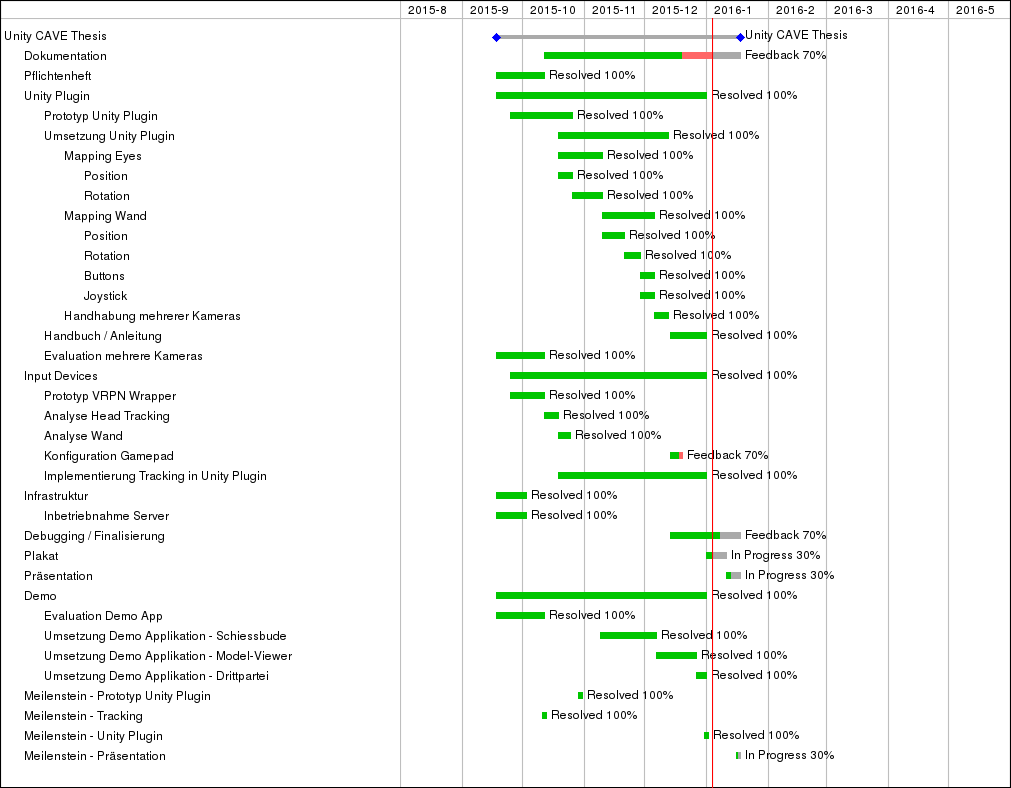 2015-8 2015-9 2015-10 2015-11 2015-12 2016-1 2016-2 2016-3 2016-4 2016-5
Unity CAVE Thesis Unity CAVE Thesis
Dokumentation Feedback 70%
Pflichtenheft Resolved 100%
Unity Plugin Resolved 100%
Prototyp Unity Plugin Resolved 100%
Umsetzung Unity Plugin Resolved 100%
Mapping Eyes Resolved 100%
Position Resolved 100%
Rotation Resolved 100%
Mapping Wand Resolved 100%
Position Resolved 100%
Rotation Resolved 100%
Buttons Resolved 100%
Joystick Resolved 100%
Handhabung mehrerer Kameras Resolved 100%
Handbuch / Anleitung Resolved 100%
Evaluation mehrere Kameras Resolved 100%
Input Devices Resolved 100%
Prototyp VRPN Wrapper Resolved 100%
Analyse Head Tracking Resolved 100%
Analyse Wand Resolved 100%
Konfiguration Gamepad Feedback 70%
Implementierung Tracking in Unity Plugin Resolved 100%
Infrastruktur Resolved 100%
Inbetriebnahme Server Resolved 100%
Debugging / Finalisierung Feedback 70%
Plakat In Progress 30%
Präsentation In Progress 30%
Demo Resolved 100%
Evaluation Demo App Resolved 100%
Umsetzung Demo Applikation - Schiessbude Resolved 100%
Umsetzung Demo Applikation - Model-Viewer Resolved 100%
Umsetzung Demo Applikation - Drittpartei Resolved 100%
Meilenstein - Prototyp Unity Plugin Resolved 100%
Meilenstein - Tracking Resolved 100%
Meilenstein - Unity Plugin Resolved 100%
Meilenstein - Präsentation In Progress 30%